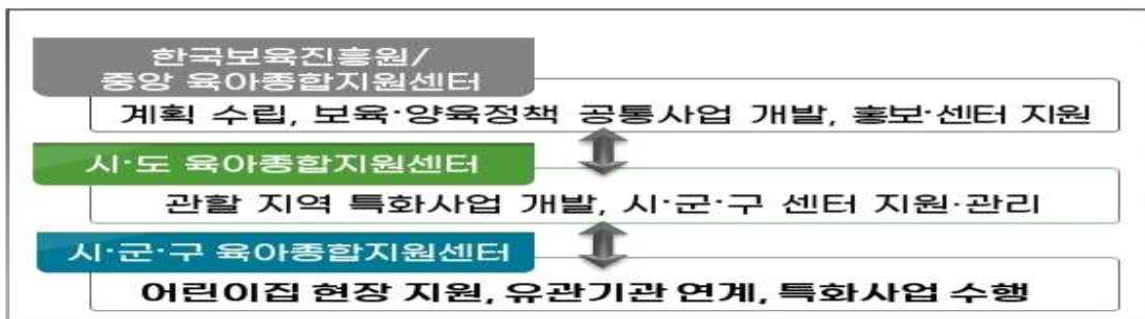 한국보육진흥원/
중앙 육아종합지원센터
계획 수립, 보육·양육정책 공통사업 개발, 홍보·센터 지원
시·도 육아종합지원센터
관할 지역 특화사업 개발, 시·군·구 센터 지원·관리
시·군·구 육아종합지원센터
어린이집 현장 지원, 유관기관 연계, 특화사업 수행